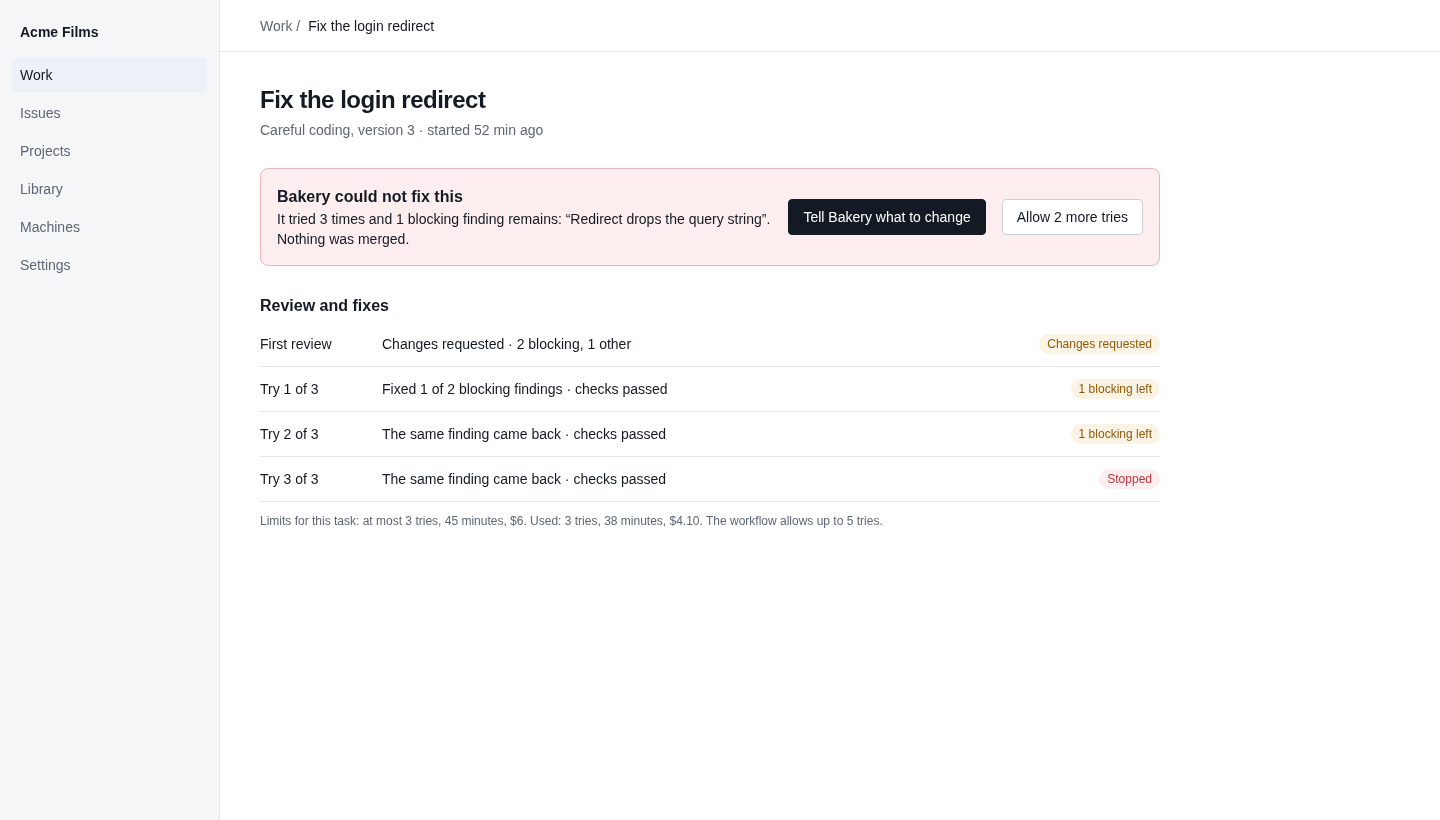 Acme Films
Work
Issues
Projects
Library
Machines
Settings
Work / Fix the login redirect
Fix the login redirect
Careful coding, version 3 · started 52 min ago
Bakery could not fix this
It tried 3 times and 1 blocking finding remains: “Redirect drops the query string”.
Nothing was merged.
Tell Bakery what to change
Allow 2 more tries
Review and fixes
First review Changes requested · 2 blocking, 1 other Changes requested
Try 1 of 3 Fixed 1 of 2 blocking findings · checks passed 1 blocking left
Try 2 of 3 The same finding came back · checks passed 1 blocking left
Try 3 of 3 The same finding came back · checks passed Stopped
Limits for this task: at most 3 tries, 45 minutes, $6. Used: 3 tries, 38 minutes, $4.10. The workflow allows up to 5 tries.